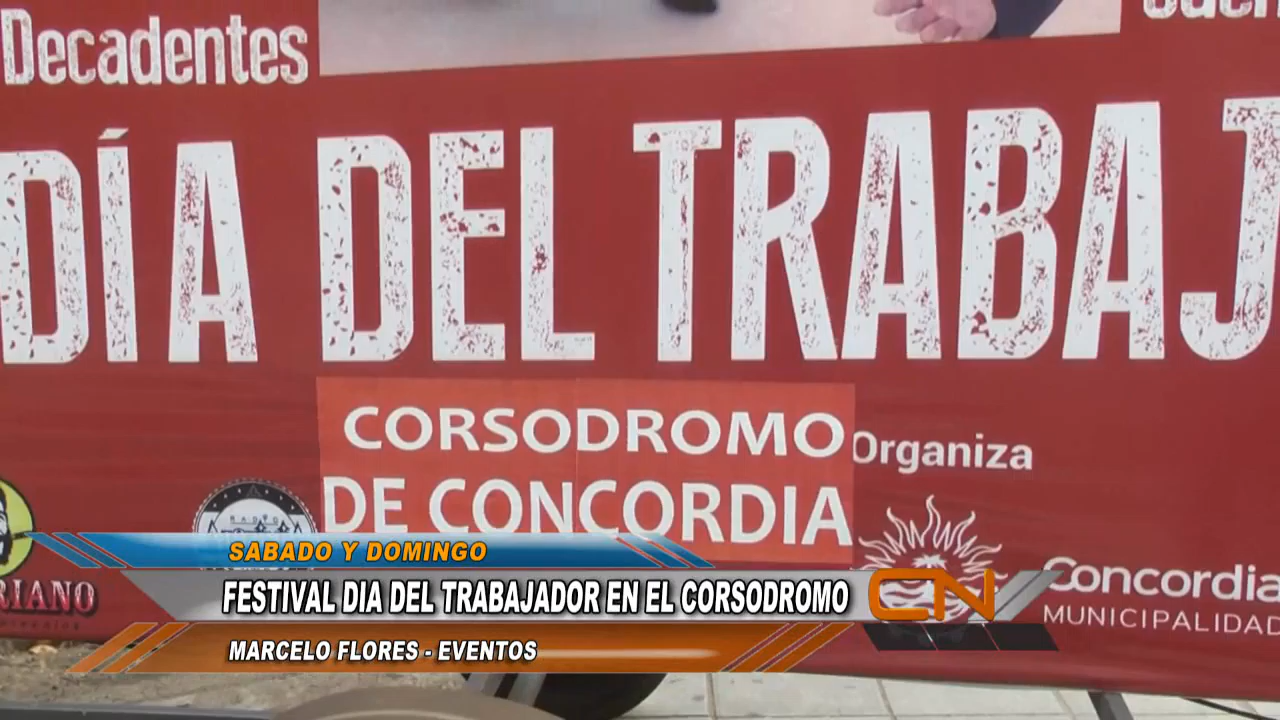 Decadentes
DÍA DEL TRABAJ
CORSODROMO
DE CONCORDIA
Organiza
RADIO
RIANO
Concordia
MUNICIPALIDAD
SABADO Y DOMINGO
FESTIVAL DIA DEL TRABAJADOR EN EL CORSODROMO
CN
MARCELO FLORES - EVENTOS